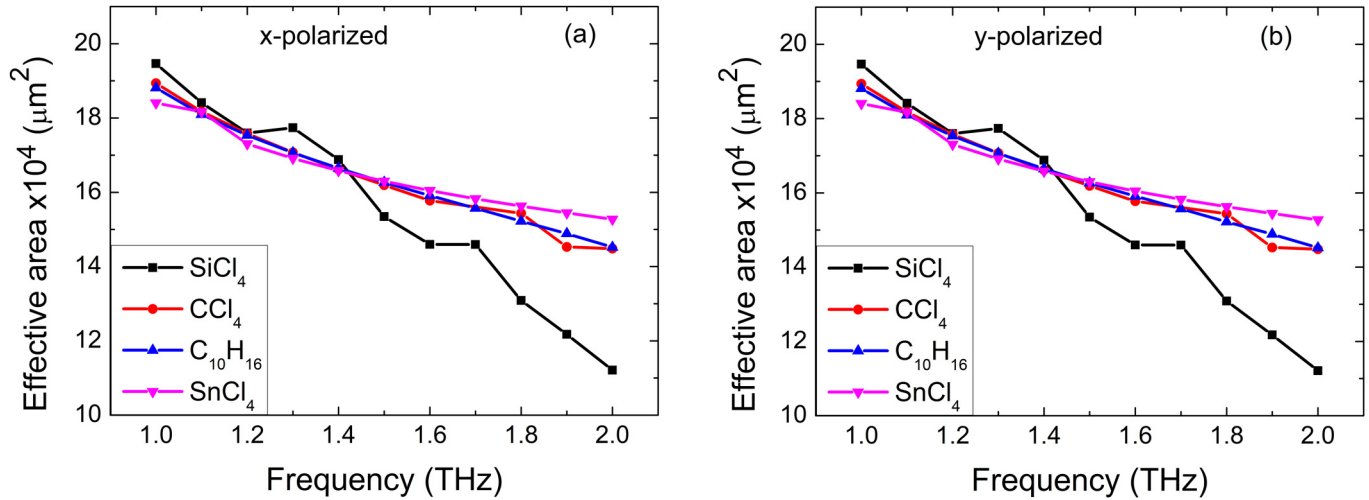 x-polarized (a)
Effective area x10⁴ (μm²)
20
18
16
14
12
10
SiCl₄
CCl₄
C₁₀H₁₆
SnCl₄
1.0 1.2 1.4 1.6 1.8 2.0
Frequency (THz)
y-polarized (b)
Effective area x10⁴ (μm²)
20
18
16
14
12
10
SiCl₄
CCl₄
C₁₀H₁₆
SnCl₄
1.0 1.2 1.4 1.6 1.8 2.0
Frequency (THz)